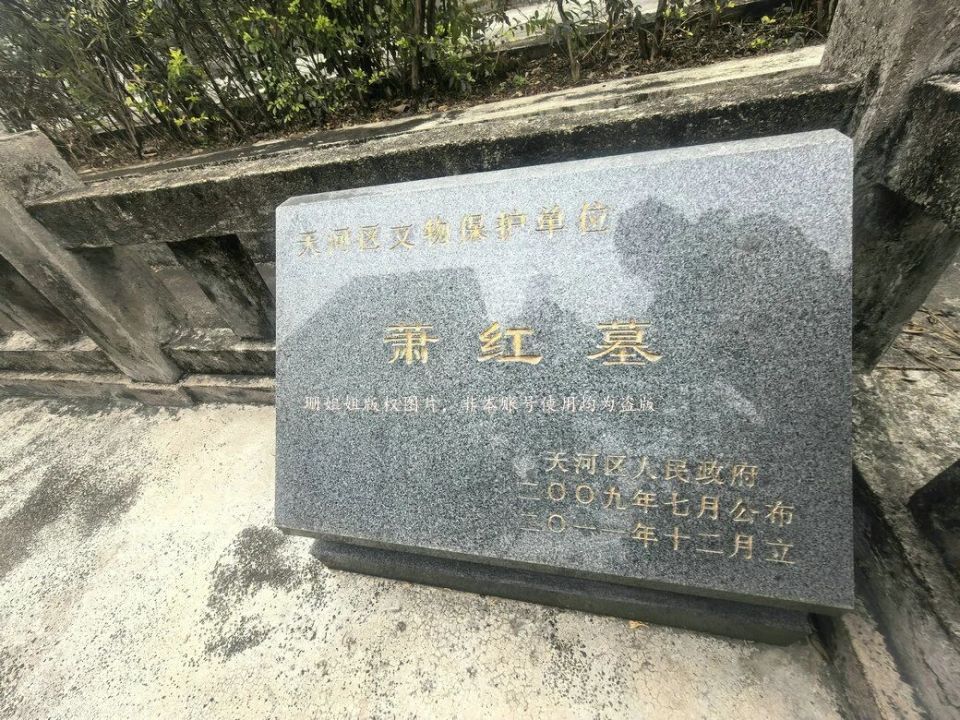 天河区文物保护单位
萧红墓
珊姐姐版权图片，非本账号使用均为盗版
天河区人民政府
二〇〇九年七月公布
二〇一一年十二月立